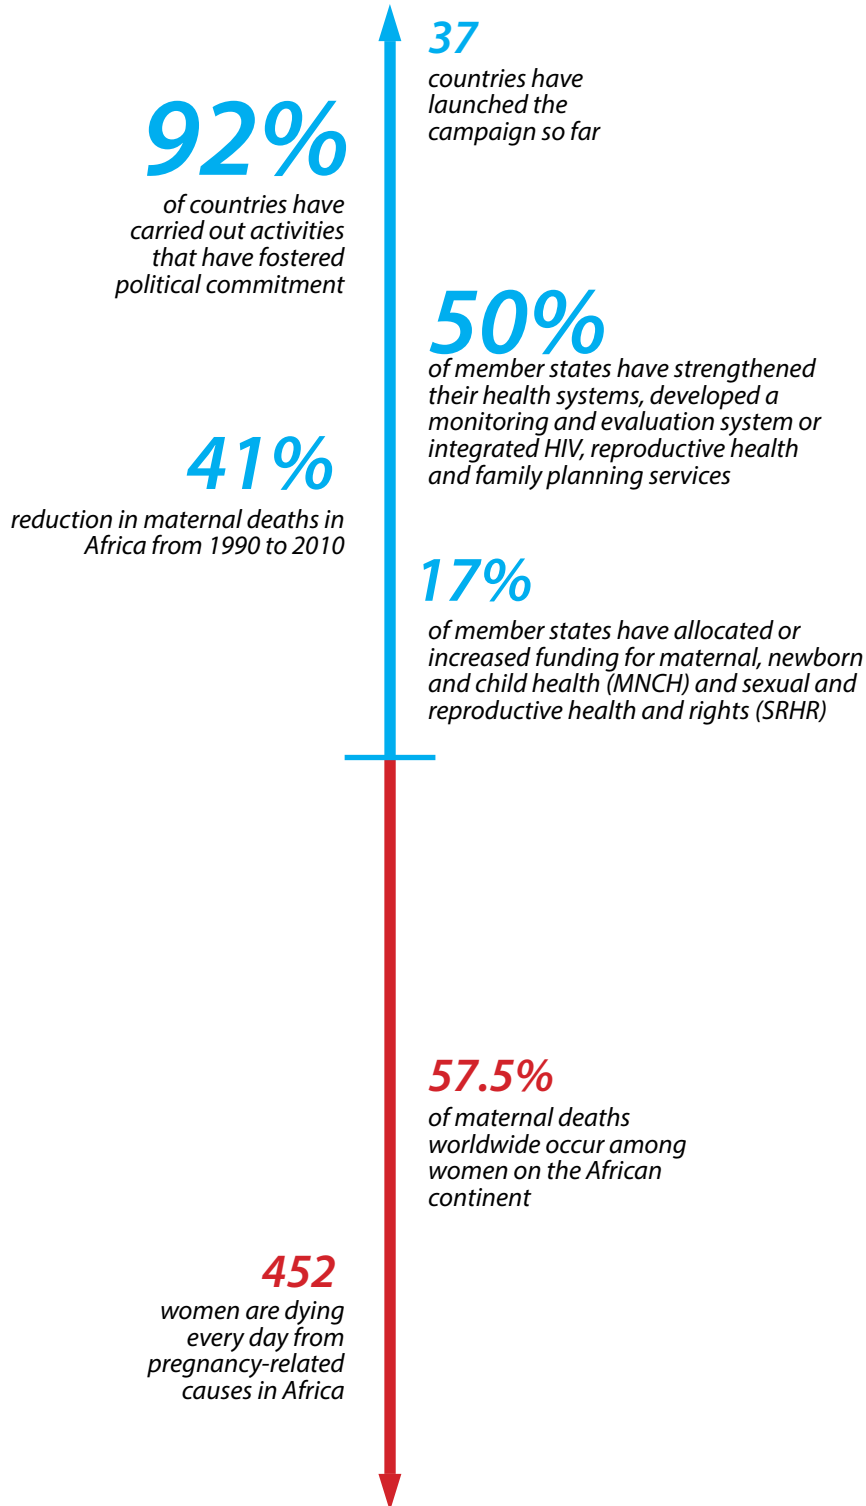 37
countries have
launched the
campaign so far
92%
of countries have
carried out activities
that have fostered
political commitment
50%
of member states have strengthened
their health systems, developed a
monitoring and evaluation system or
integrated HIV, reproductive health
and family planning services
41%
reduction in maternal deaths in
Africa from 1990 to 2010
17%
of member states have allocated or
increased funding for maternal, newborn
and child health (MNCH) and sexual and
reproductive health and rights (SRHR)
57.5%
of maternal deaths
worldwide occur among
women on the African
continent
452
women are dying
every day from
pregnancy-related
causes in Africa